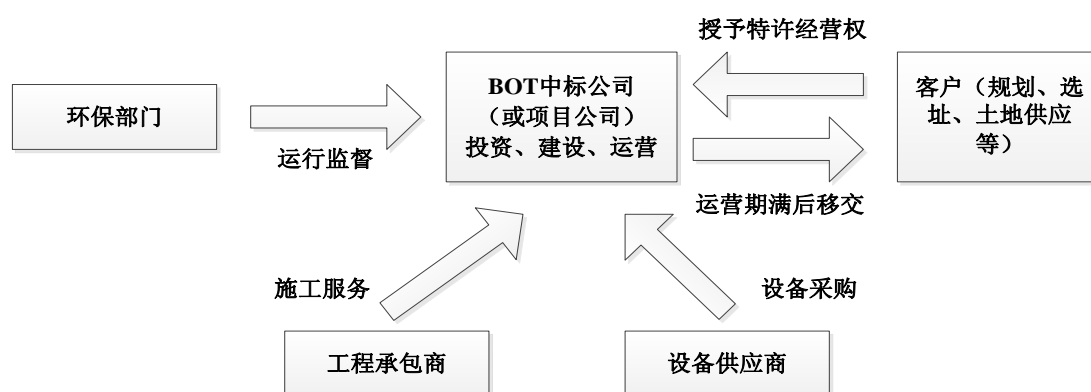 授予特许经营权
BOT中标公司
（或项目公司）
投资、建设、运营
客户（规划、选
址、土地供应
等）
环保部门
运行监督
运营期满后移交
施工服务
设备采购
工程承包商
设备供应商